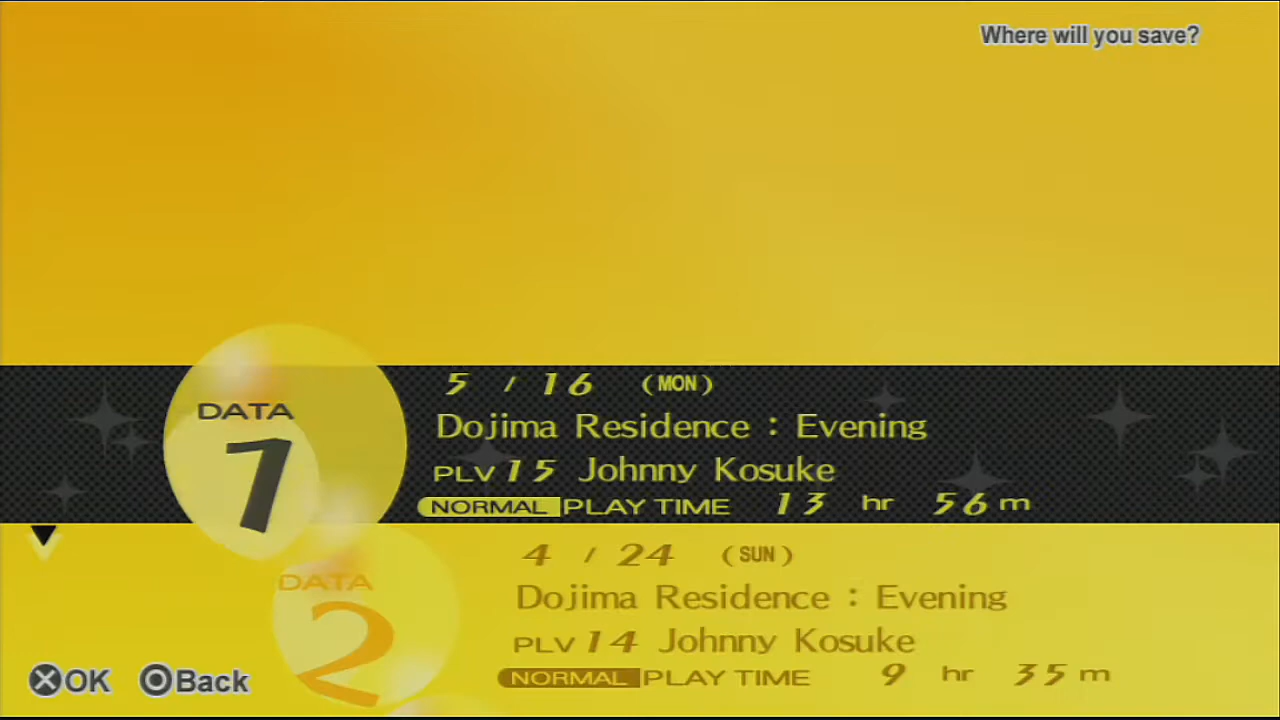 Where will you save?
DATA
1
5 / 16 (MON)
Dojima Residence : Evening
PLV 15 Johnny Kosuke
NORMAL PLAY TIME 13 hr 56 m
DATA
2
4 / 24 (SUN)
Dojima Residence : Evening
PLV 14 Johnny Kosuke
NORMAL PLAY TIME 9 hr 35 m
OK Back